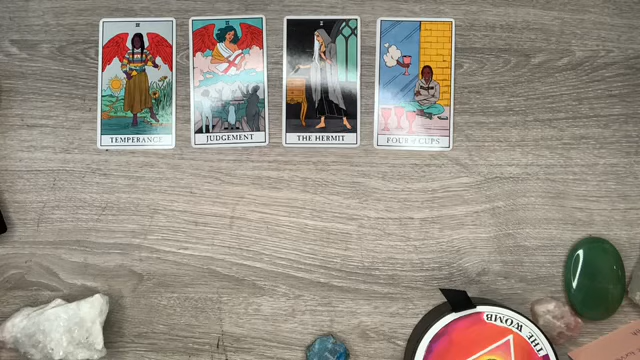 TEMPERANCE
JUDGEMENT
THE HERMIT
FOUR of CUPS
THE WOMB